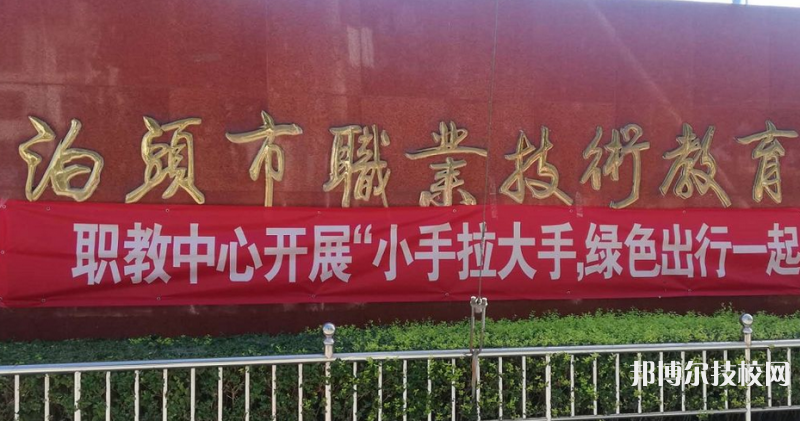 泊頭市職業技術教育
职教中心开展“小手拉大手,绿色出行一起
邦博尔技校网